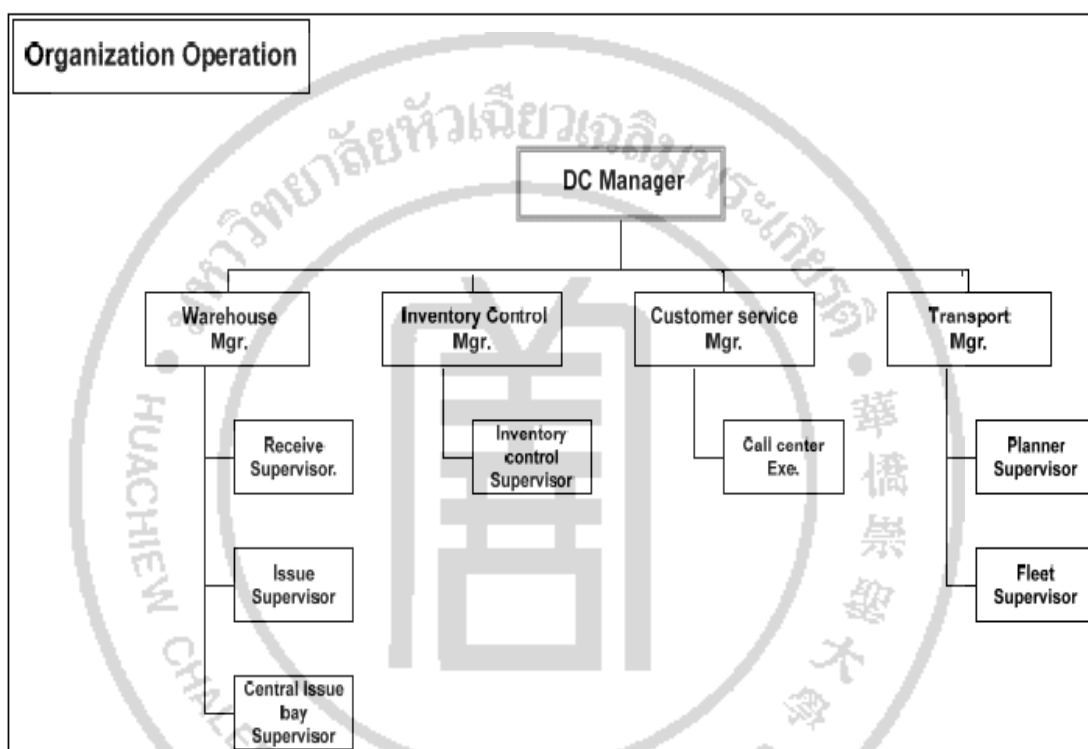 Organization Operation
มหาวิทยาลัยหัวเฉียวเฉลิมพระเกียรติ
DC Manager
Warehouse
Mgr.
Inventory Control
Mgr.
Customer service
Mgr.
Transport
Mgr.
Receive
Supervisor.
Inventory
control
Supervisor
Call center
Exe.
Planner
Supervisor
Issue
Supervisor
Fleet
Supervisor
Central Issue
bay
Supervisor
HUACHIEW
華僑崇聖大學